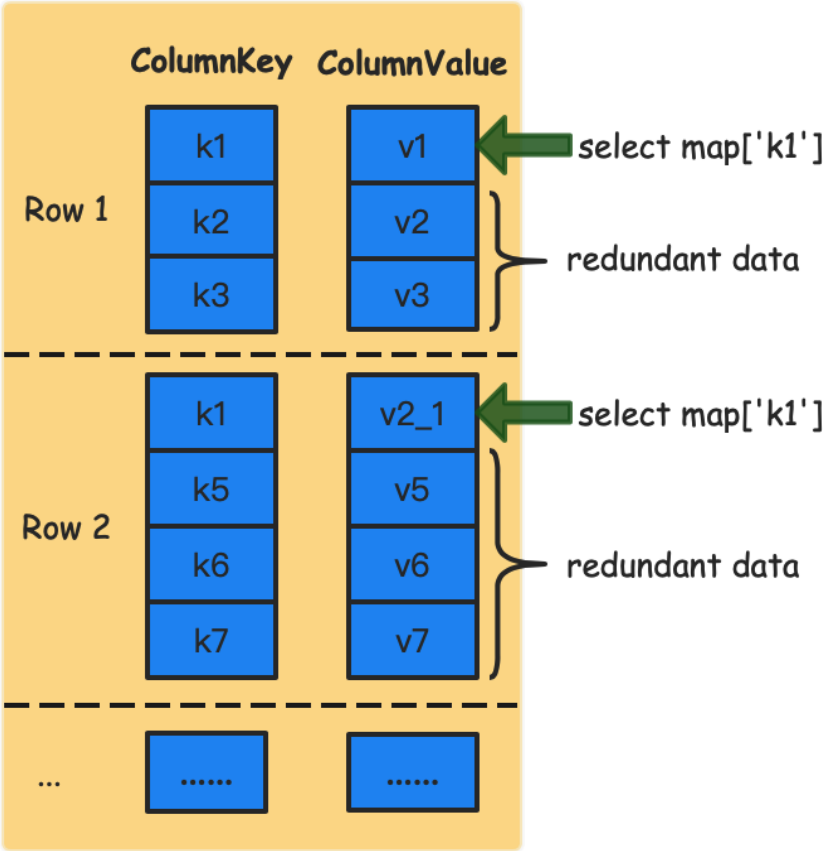 ColumnKey ColumnValue
k1 v1 select map['k1']
Row 1
k2 v2
redundant data
k3 v3
k1 v2_1 select map['k1']
k5 v5
Row 2
k6 v6
redundant data
k7 v7
... ...... ......